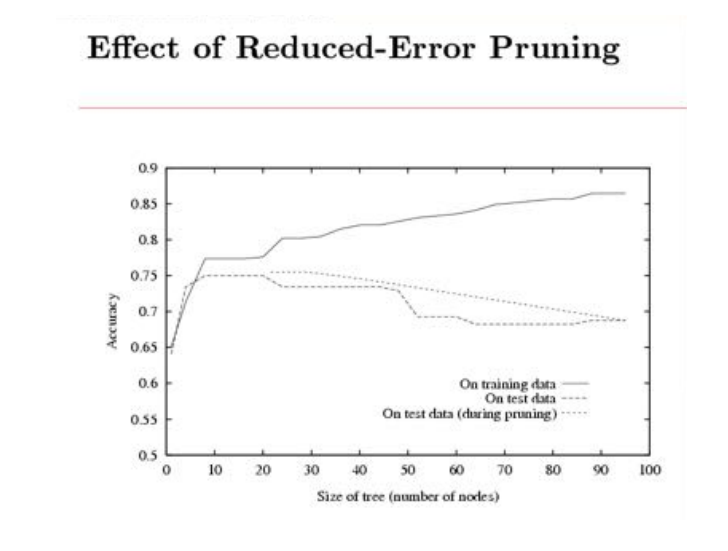 Effect of Reduced-Error Pruning
0.9
0.85
0.8
0.75
0.7
0.65
0.6
0.55
0.5
Accuracy
On training data
On test data
On test data (during pruning)
0 10 20 30 40 50 60 70 80 90 100
Size of tree (number of nodes)